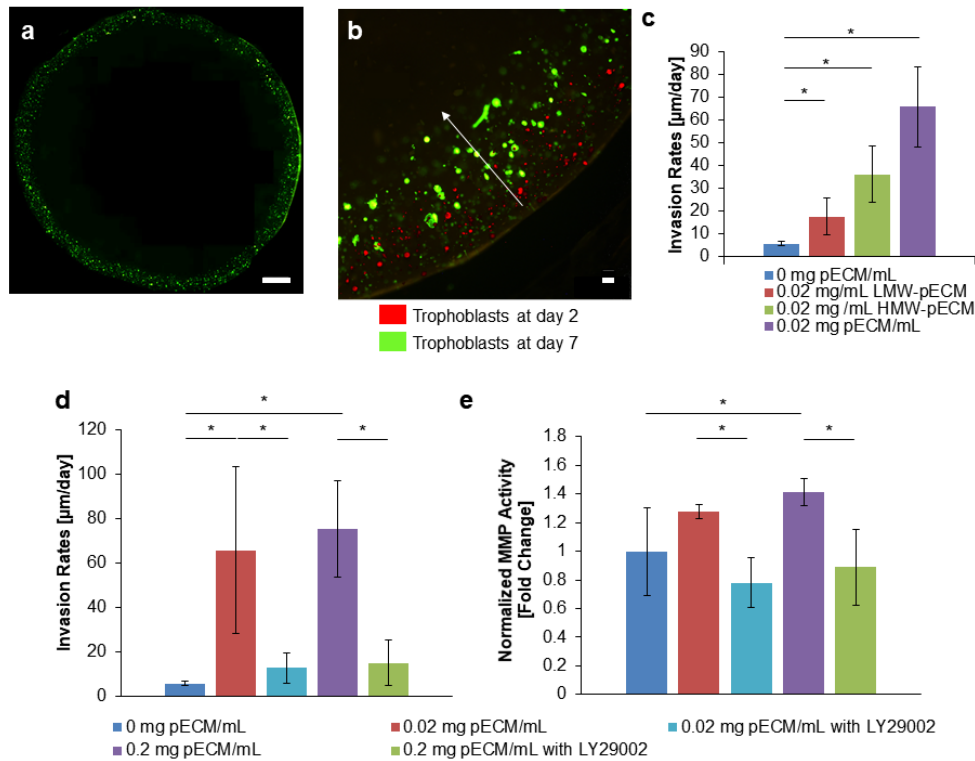 a
b
Trophoblasts at day 2
Trophoblasts at day 7
c
Invasion Rates [µm/day]
90
80
70
60
50
40
30
20
10
0
*
*
*
0 mg pECM/mL
0.02 mg/mL LMW-pECM
0.02 mg /mL HMW-pECM
0.02 mg pECM/mL
d
Invasion Rates [µm/day]
120
100
80
60
40
20
0
*
* * *
e
Normalized MMP Activity
[Fold Change]
1.8
1.6
1.4
1.2
1
0.8
0.6
0.4
0.2
0
*
* *
0 mg pECM/mL
0.02 mg pECM/mL
0.02 mg pECM/mL with LY29002
0.2 mg pECM/mL
0.2 mg pECM/mL with LY29002